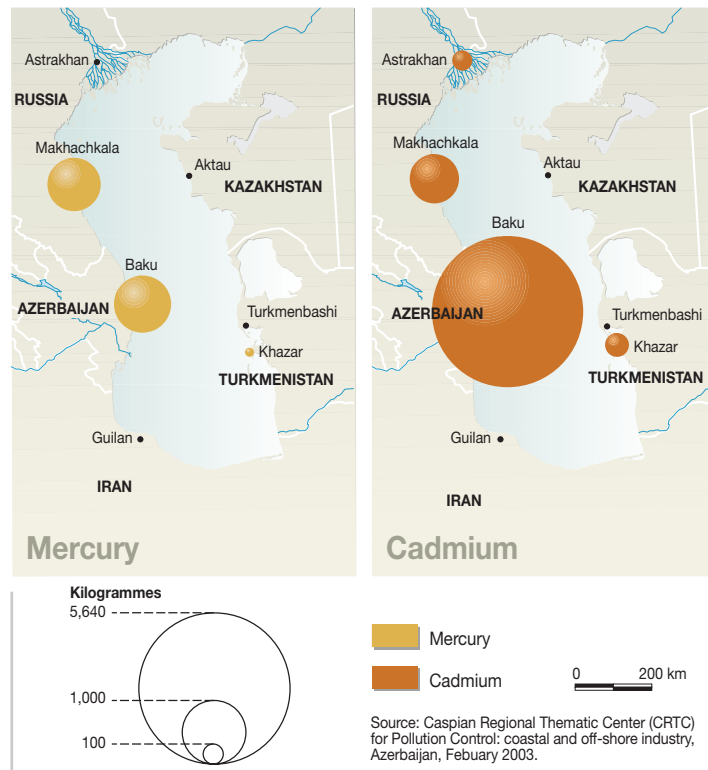 Astrakhan
RUSSIA
Makhachkala
Aktau
KAZAKHSTAN
Baku
AZERBAIJAN
Turkmenbashi
Khazar
TURKMENISTAN
Guilan
IRAN
Mercury
Astrakhan
RUSSIA
Makhachkala
Aktau
KAZAKHSTAN
Baku
AZERBAIJAN
Turkmenbashi
Khazar
TURKMENISTAN
Guilan
IRAN
Cadmium
Kilogrammes
5,640
1,000
100
Mercury
Cadmium
0 200 km
Source: Caspian Regional Thematic Center (CRTC)
for Pollution Control: coastal and off-shore industry,
Azerbaijan, Febuary 2003.